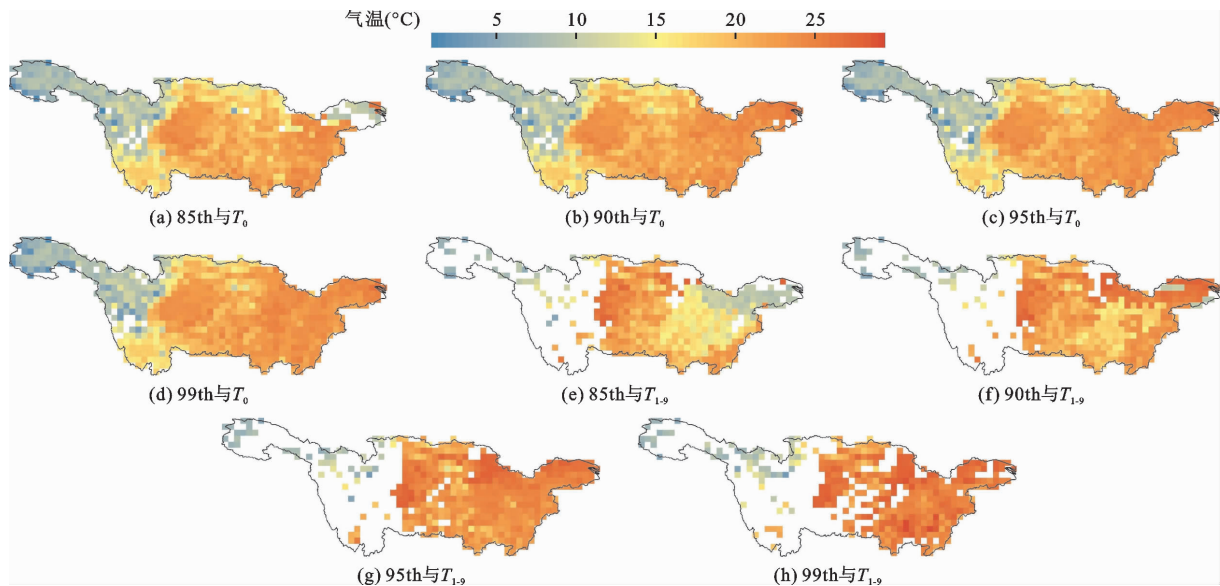 气温(°C)
5 10 15 20 25
(a) 85th与T₀
(b) 90th与T₀
(c) 95th与T₀
(d) 99th与T₀
(e) 85th与T₁₋₉
(f) 90th与T₁₋₉
(g) 95th与T₁₋₉
(h) 99th与T₁₋₉